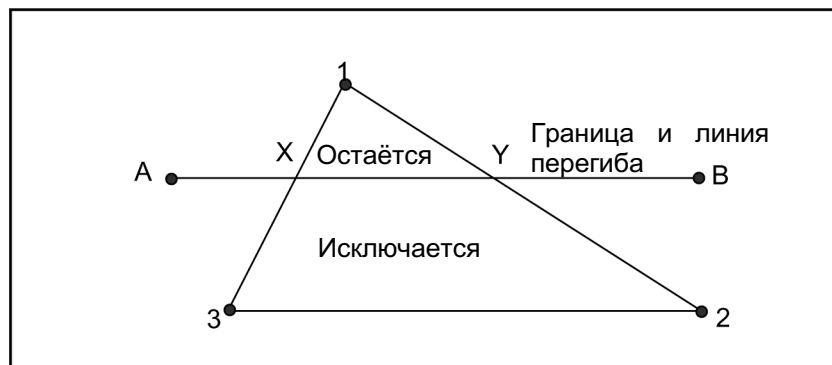 1
Граница и линия
перегиба
X
Остаётся
Y
A
B
Исключается
3
2